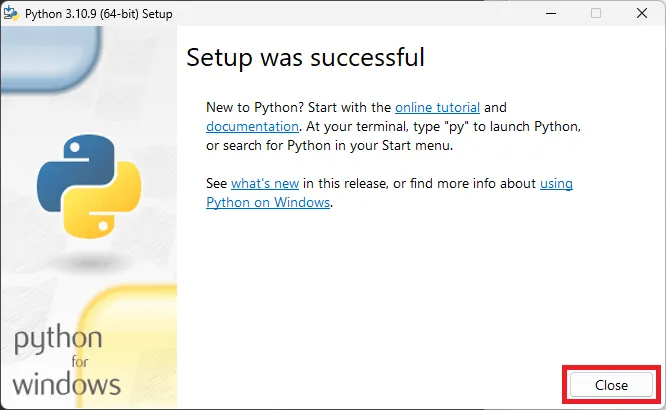 Python 3.10.9 (64-bit) Setup
Setup was successful
New to Python? Start with the online tutorial and
documentation. At your terminal, type "py" to launch Python,
or search for Python in your Start menu.
See what's new in this release, or find more info about using
Python on Windows.
python
for
windows
Close